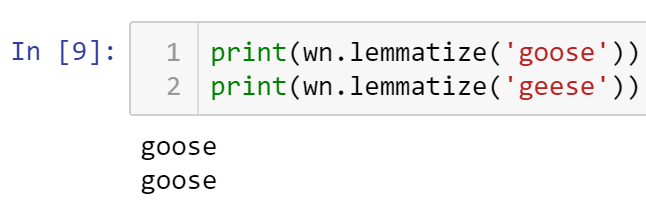 In [9]: 1 print(wn.lemmatize('goose'))
2 print(wn.lemmatize('geese'))
goose
goose